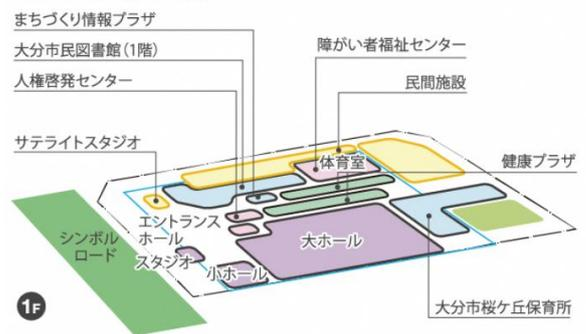 まちづくり情報プラザ
大分市民図書館(1階)
人権啓発センター
サテライトスタジオ
障がい者福祉センター
民間施設
体育室
健康プラザ
エントランス
ホール
シンボル
ロード
スタジオ
小ホール
大ホール
大分市桜ケ丘保育所
1F